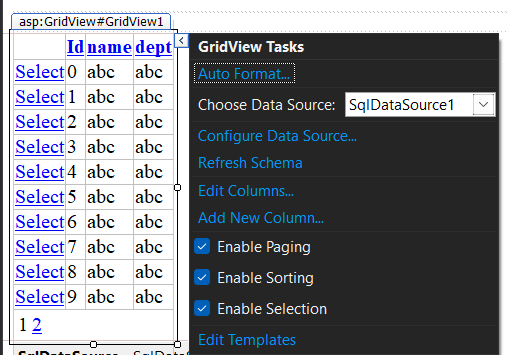 asp:GridView#GridView1
Id name dept
Select 0 abc abc
Select 1 abc abc
Select 2 abc abc
Select 3 abc abc
Select 4 abc abc
Select 5 abc abc
Select 6 abc abc
Select 7 abc abc
Select 8 abc abc
Select 9 abc abc
1 2
GridView Tasks
Auto Format...
Choose Data Source: SqlDataSource1
Configure Data Source...
Refresh Schema
Edit Columns...
Add New Column...
Enable Paging
Enable Sorting
Enable Selection
Edit Templates